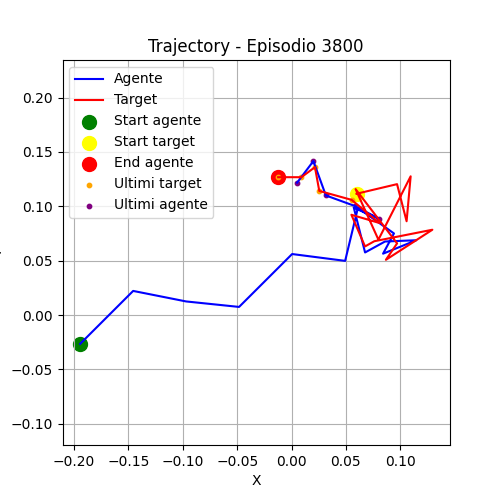 Trajectory - Episodio 3800
Agente
Target
Start agente
Start target
End agente
Ultimi target
Ultimi agente
0.20
0.15
0.10
0.05
0.00
−0.05
−0.10
−0.20
−0.15
−0.10
−0.05
0.00
0.05
0.10
X